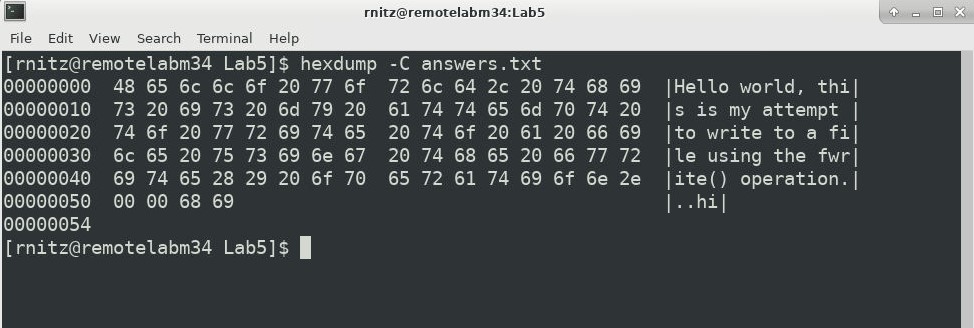 rnitz@remotelabm34:Lab5
File Edit View Search Terminal Help
[rnitz@remotelabm34 Lab5]$ hexdump -C answers.txt
00000000  48 65 6c 6c 6f 20 77 6f  72 6c 64 2c 20 74 68 69  |Hello world, thi|
00000010  73 20 69 73 20 6d 79 20  61 74 74 65 6d 70 74 20  |s is my attempt |
00000020  74 6f 20 77 72 69 74 65  20 74 6f 20 61 20 66 69  |to write to a fi|
00000030  6c 65 20 75 73 69 6e 67  20 74 68 65 20 66 77 72  |le using the fwr|
00000040  69 74 65 28 29 20 6f 70  65 72 61 74 69 6f 6e 2e  |ite() operation.|
00000050  00 00 68 69                                       |..hi|
00000054
[rnitz@remotelabm34 Lab5]$